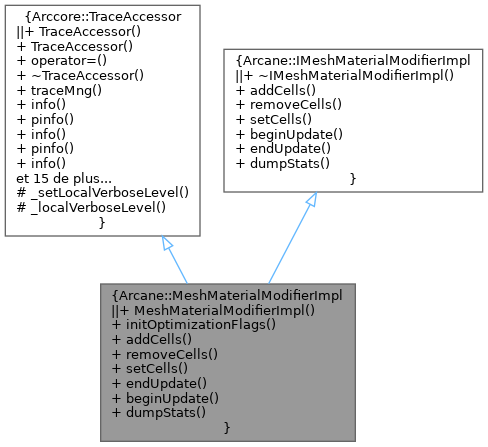 {Arccore::TraceAccessor
||+ TraceAccessor()
+ TraceAccessor()
+ operator=()
+ ~TraceAccessor()
+ traceMng()
+ info()
+ pinfo()
+ info()
+ pinfo()
+ info()
et 15 de plus...
# _setLocalVerboseLevel()
# _localVerboseLevel()
}
{Arcane::IMeshMaterialModifierImpl
||+ ~IMeshMaterialModifierImpl()
+ addCells()
+ removeCells()
+ setCells()
+ beginUpdate()
+ endUpdate()
+ dumpStats()
}
{Arcane::MeshMaterialModifierImpl
||+ MeshMaterialModifierImpl()
+ initOptimizationFlags()
+ addCells()
+ removeCells()
+ setCells()
+ endUpdate()
+ beginUpdate()
+ dumpStats()
}